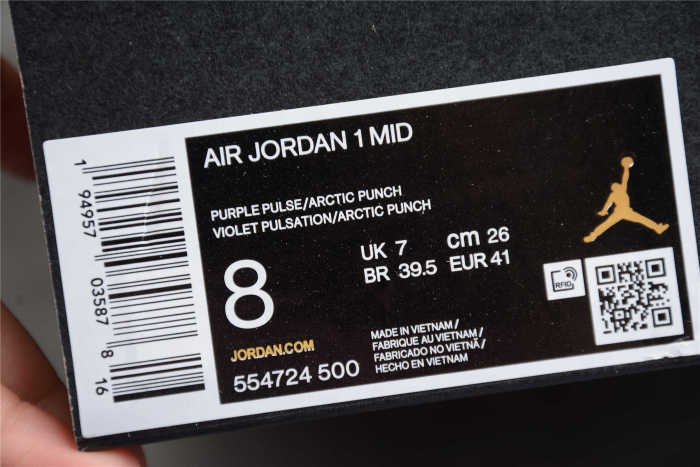 AIR JORDAN 1 MID
PURPLE PULSE/ARCTIC PUNCH
VIOLET PULSATION/ARCTIC PUNCH
8
UK 7 cm 26
BR 39.5 EUR 41
RFID
JORDAN.COM
554724 500
MADE IN VIETNAM/
FABRIQUE AU VIETNAM/
FABRICADO NO VIETNÃ/
HECHO EN VIETNAM
1 94957 03587 8 16